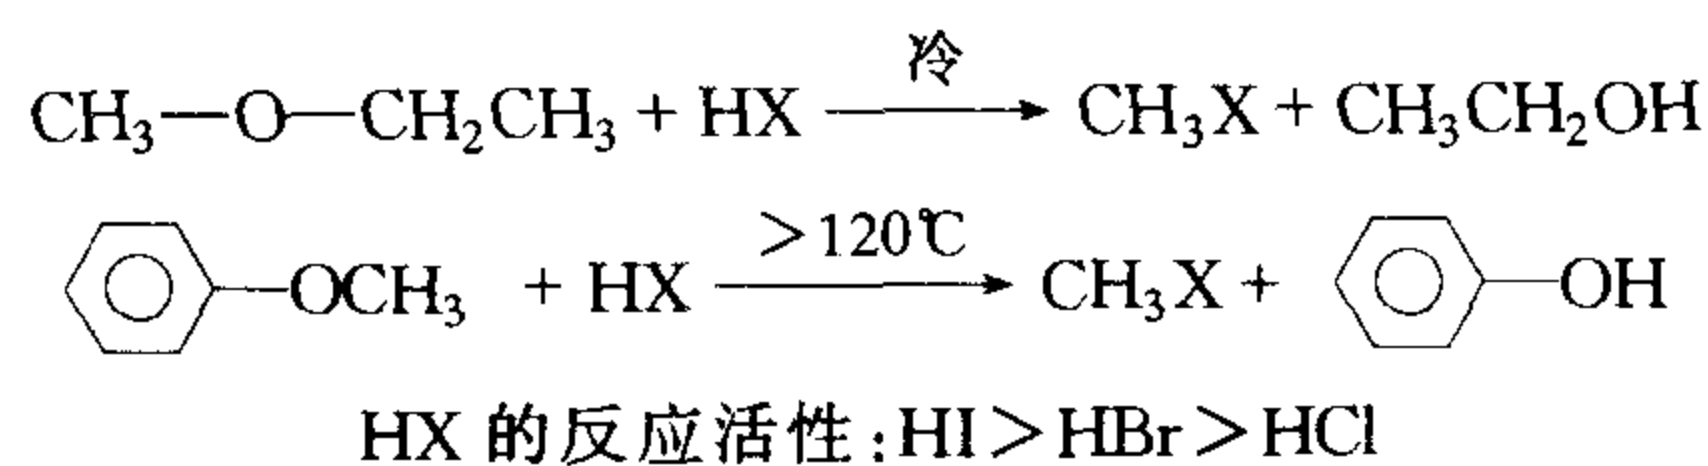 冷
CH₃—O—CH₂CH₃ + HX ⟶ CH₃X + CH₃CH₂OH
>120℃
—OCH₃ + HX ⟶ CH₃X + —OH
HX 的反应活性:HI>HBr>HCl